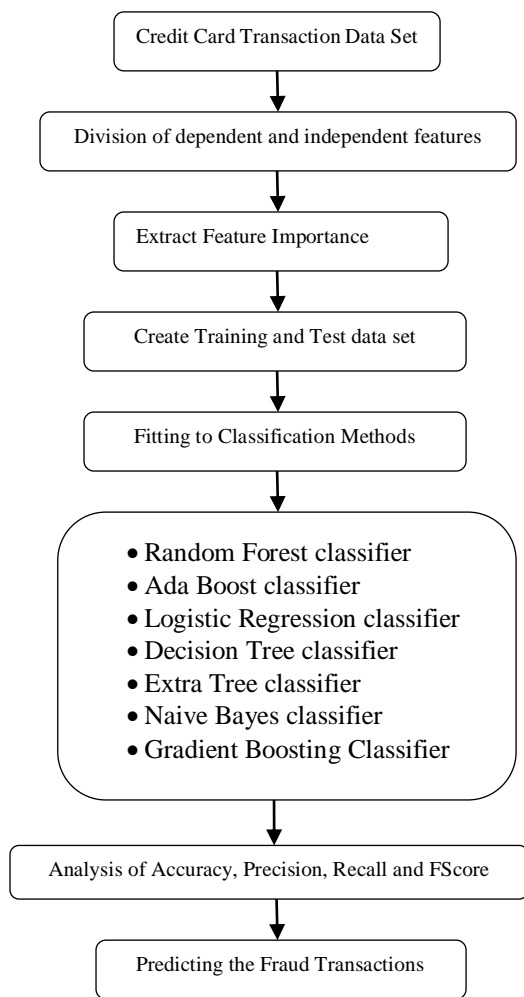 Credit Card Transaction Data Set
Division of dependent and independent features
Extract Feature Importance
Create Training and Test data set
Fitting to Classification Methods
• Random Forest classifier
• Ada Boost classifier
• Logistic Regression classifier
• Decision Tree classifier
• Extra Tree classifier
• Naive Bayes classifier
• Gradient Boosting Classifier
Analysis of Accuracy, Precision, Recall and FScore
Predicting the Fraud Transactions